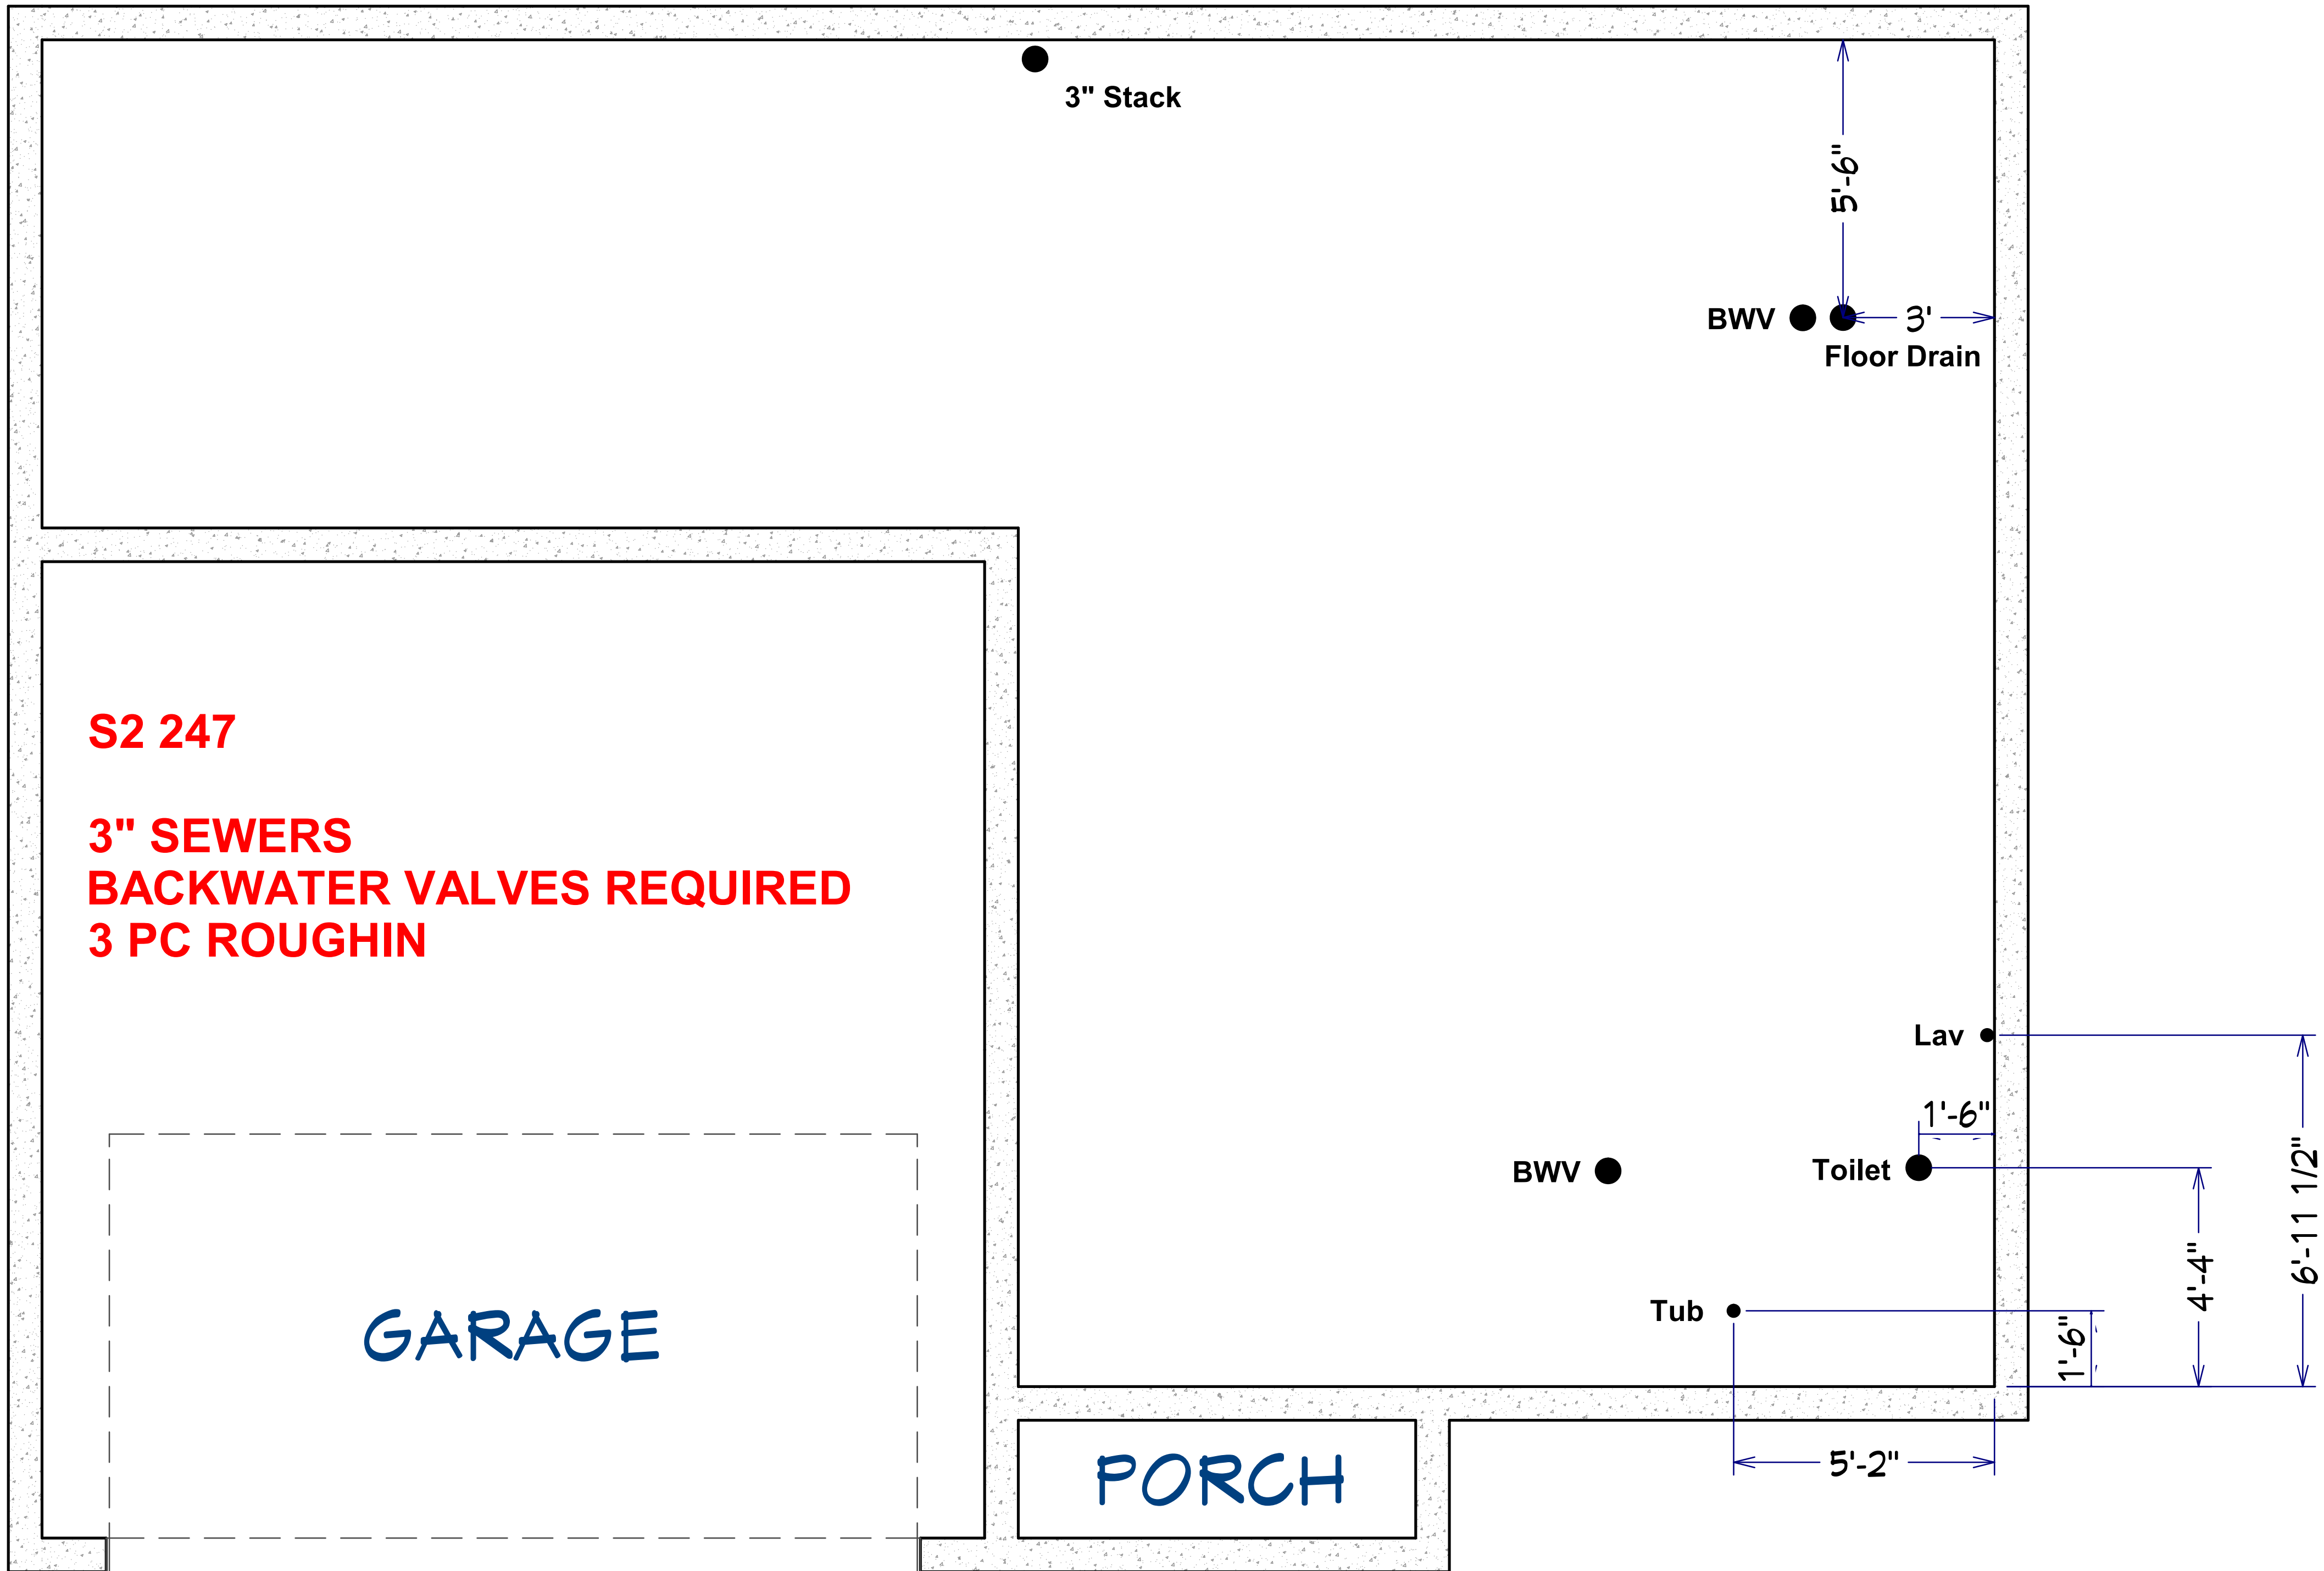 3" Stack
5'-6"
BWV
3'
Floor Drain
S2 247
3" SEWERS
BACKWATER VALVES REQUIRED
3 PC ROUGHIN
Lav
1'-6"
BWV
Toilet
6'-11 1/2"
4'-4"
Tub
1'-6"
GARAGE
5'-2"
PORCH